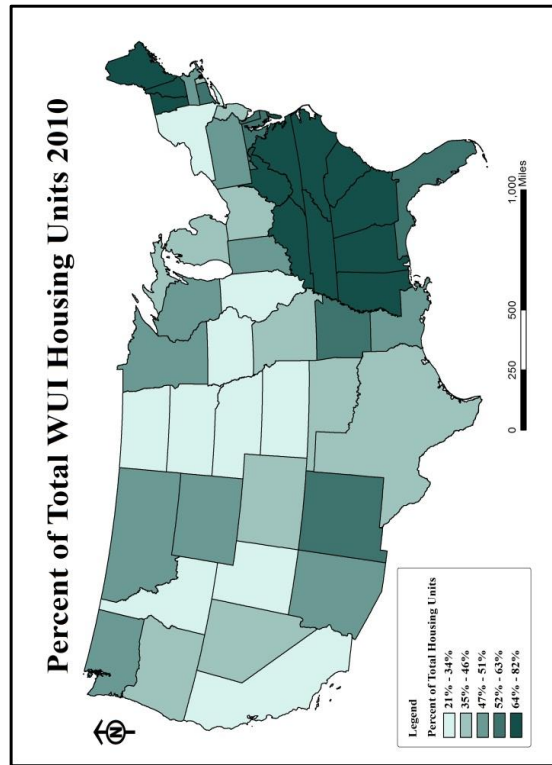 Percent of Total WUI Housing Units 2010
N
Legend
Percent of Total Housing Units
21% - 34%
35% - 46%
47% - 51%
52% - 63%
64% - 82%
0 250 500 1,000
Miles